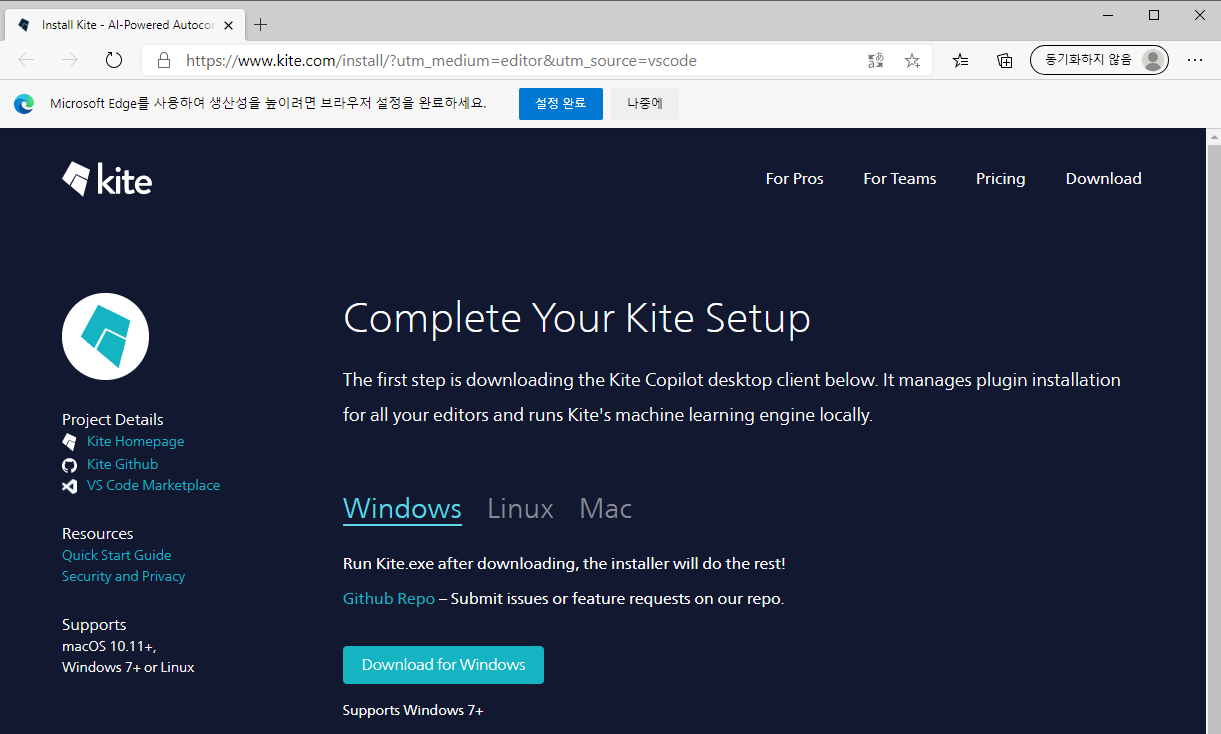 Install Kite - AI-Powered Autocor
https://www.kite.com/install/?utm_medium=editor&utm_source=vscode
동기화하지 않음
Microsoft Edge를 사용하여 생산성을 높이려면 브라우저 설정을 완료하세요.
설정 완료
나중에
kite
For Pros
For Teams
Pricing
Download
Complete Your Kite Setup
The first step is downloading the Kite Copilot desktop client below. It manages plugin installation
for all your editors and runs Kite's machine learning engine locally.
Project Details
Kite Homepage
Kite Github
VS Code Marketplace
Resources
Quick Start Guide
Security and Privacy
Supports
macOS 10.11+,
Windows 7+ or Linux
Windows
Linux
Mac
Run Kite.exe after downloading, the installer will do the rest!
Github Repo – Submit issues or feature requests on our repo.
Download for Windows
Supports Windows 7+